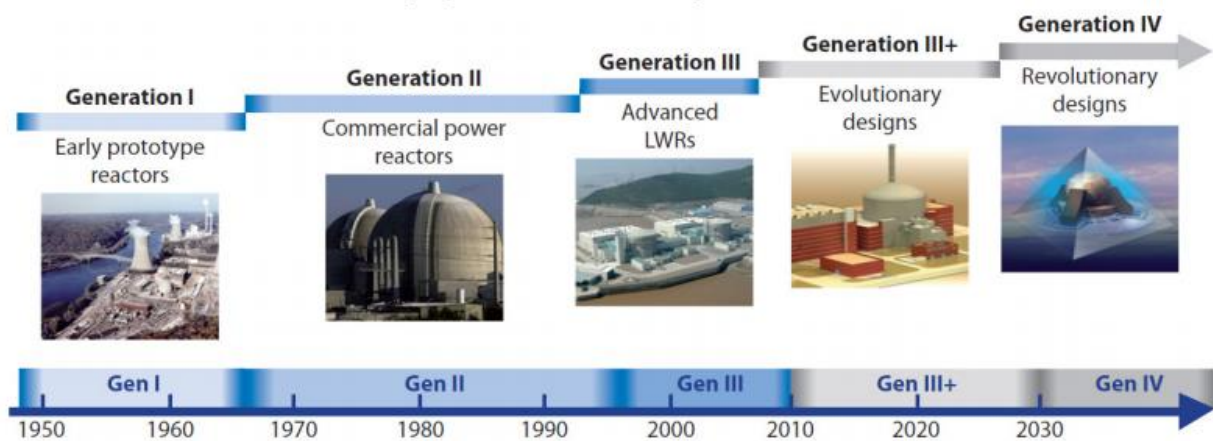 Generation I
Early prototype
reactors
Generation II
Commercial power
reactors
Generation III
Advanced
LWRs
Generation III+
Evolutionary
designs
Generation IV
Revolutionary
designs
Gen I Gen II Gen III Gen III+ Gen IV
1950 1960 1970 1980 1990 2000 2010 2020 2030